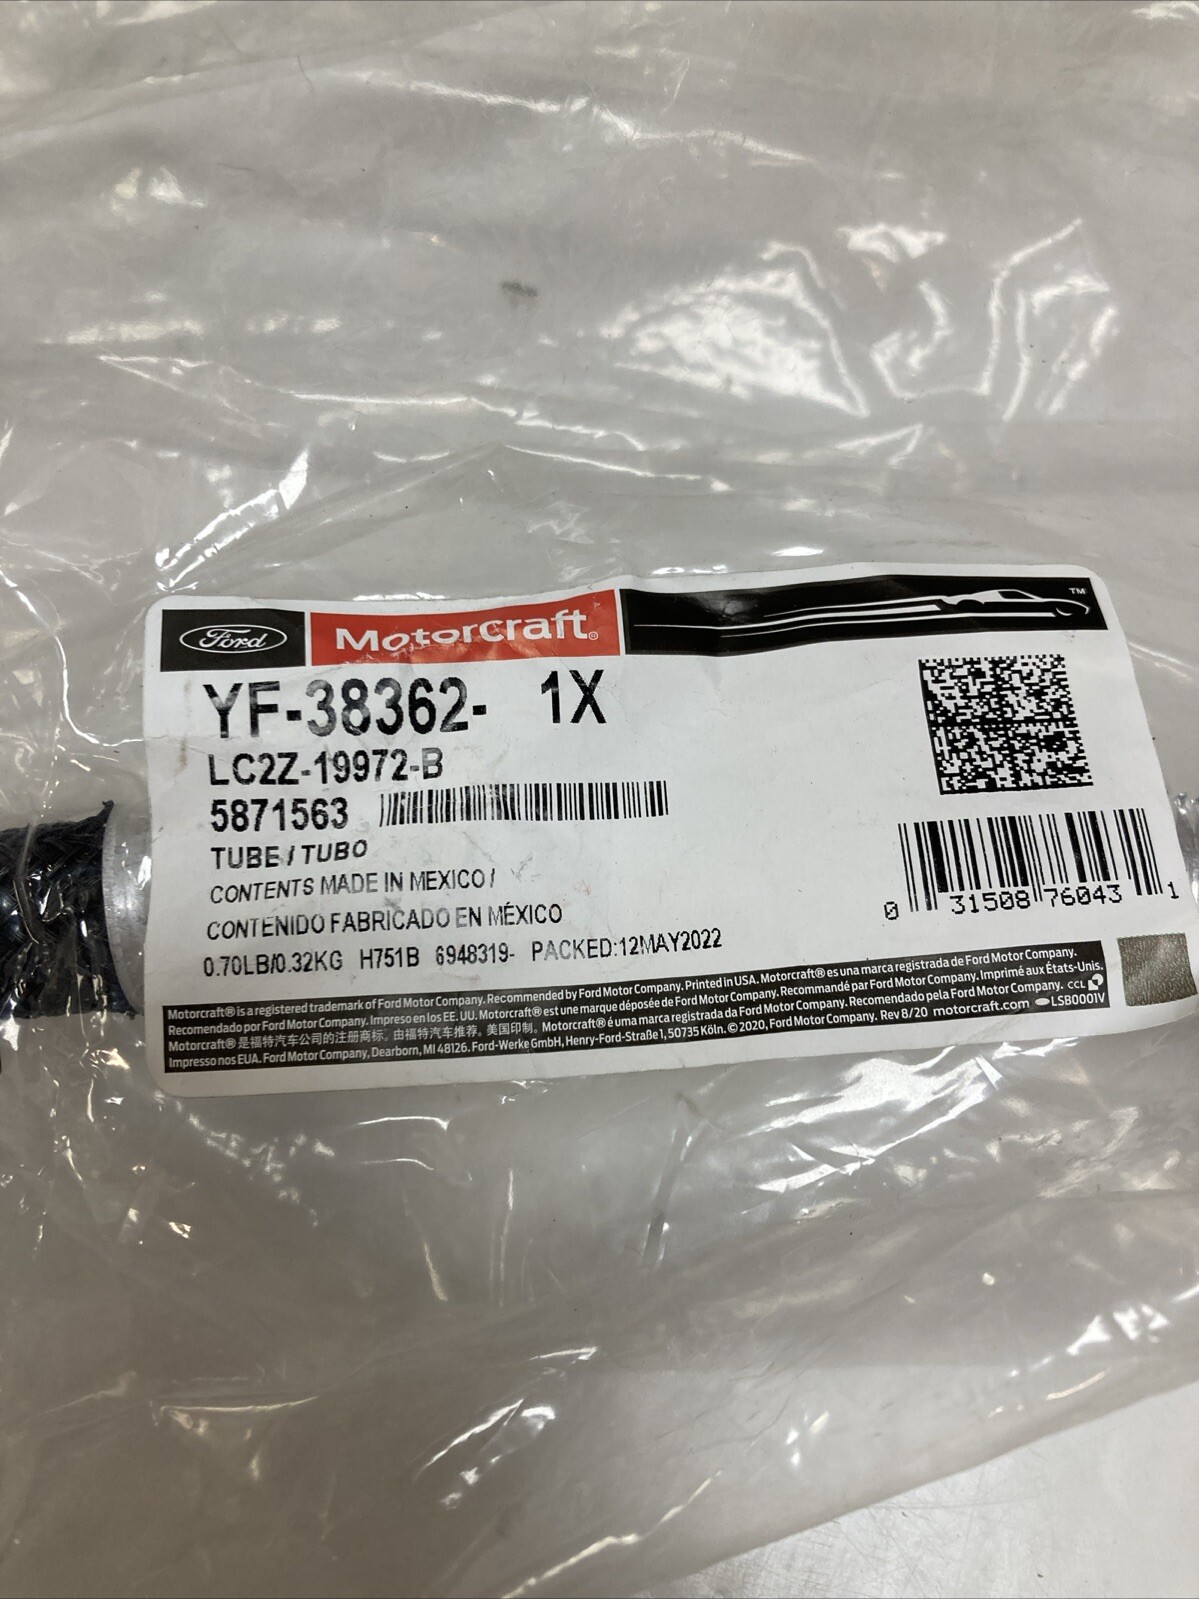 Ford Motorcraft® ™
YF-38362- 1X
LC2Z-19972-B
5871563
TUBE / TUBO
CONTENTS MADE IN MEXICO /
CONTENIDO FABRICADO EN MÉXICO
0.70LB/0.32KG H751B 6948319- PACKED:12MAY2022
0 31508 76043 1
Motorcraft® is a registered trademark of Ford Motor Company. Recommended by Ford Motor Company. Printed in USA. Motorcraft® es una marca registrada de Ford Motor Company.
Recomendado por Ford Motor Company. Impreso en los EE. UU. Motorcraft® est une marque déposée de Ford Motor Company. Recommandé par Ford Motor Company. Imprimé aux États-Unis.
Motorcraft® 是福特汽车公司的注册商标。由福特汽车推荐。美国印制。Motorcraft® é uma marca registrada da Ford Motor Company. Recomendado pela Ford Motor Company. CCL
Impresso nos EUA. Ford Motor Company, Dearborn, MI 48126. Ford-Werke GmbH, Henry-Ford-Straße 1, 50735 Köln. © 2020, Ford Motor Company. Rev 8/20 motorcraft.com LSB0001V